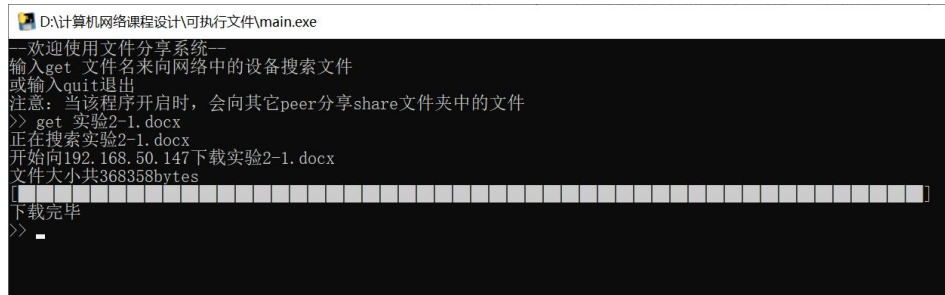 D:\计算机网络课程设计\可执行文件\main.exe
--欢迎使用文件分享系统--
输入get 文件名来向网络中的设备搜索文件
或输入quit退出
注意：当该程序开启时，会向其它peer分享share文件夹中的文件
>> get 实验2-1.docx
正在搜索实验2-1.docx
开始向192.168.50.147下载实验2-1.docx
文件大小共368358bytes
[████████████████████████████████████████]
下载完毕
>>